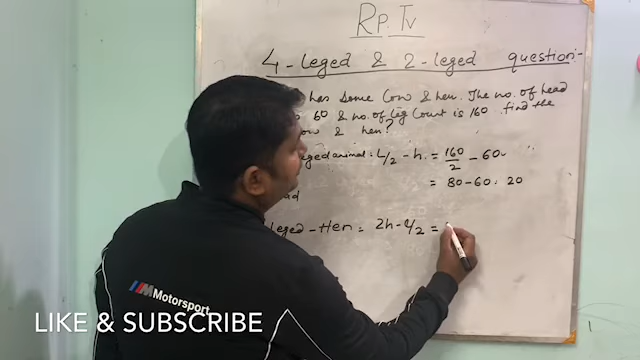 Rp. Tv
4-leged & 2-leged question:-
has some Cow & hen. The no. of head
60 & no. of leg Count is 160 find the
ow & hen?
leged animal: L/2 - h = 160/2 - 60
= 80 - 60 : 20
ad
leged - Hen = 2h - L/2 =
M Motorsport
LIKE & SUBSCRIBE